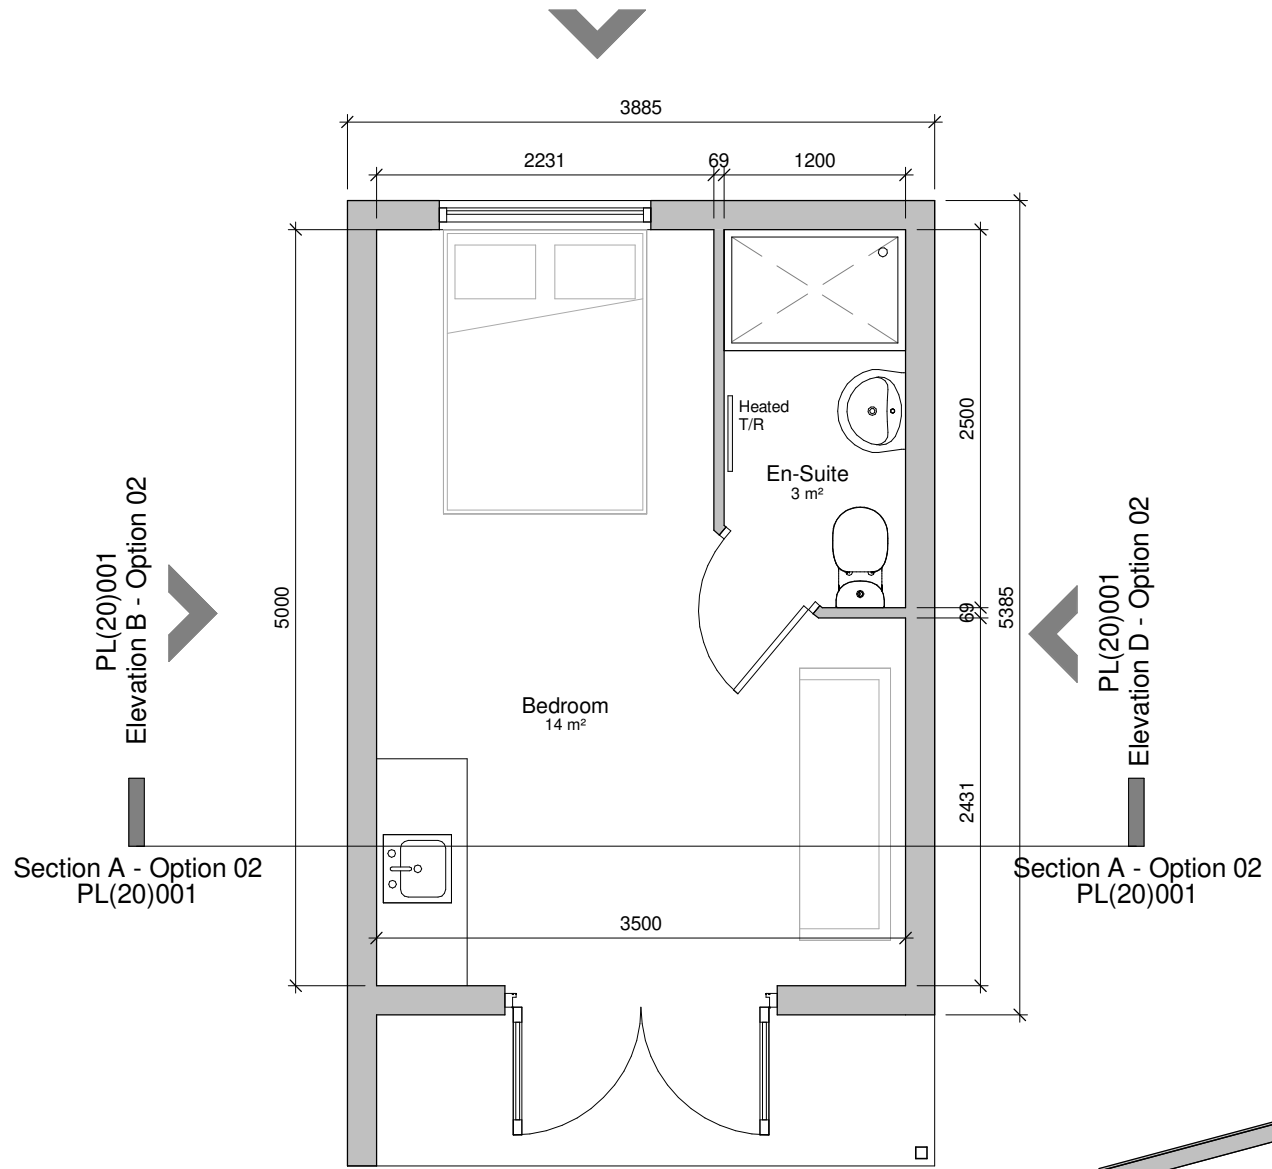 3885
2231
69
1200
Heated
T/R
2500
En-Suite
3 m²
PL(20)001
Elevation B - Option 02
5000
69
5385
PL(20)001
Elevation D - Option 02
Bedroom
14 m²
2431
Section A - Option 02
PL(20)001
Section A - Option 02
PL(20)001
3500